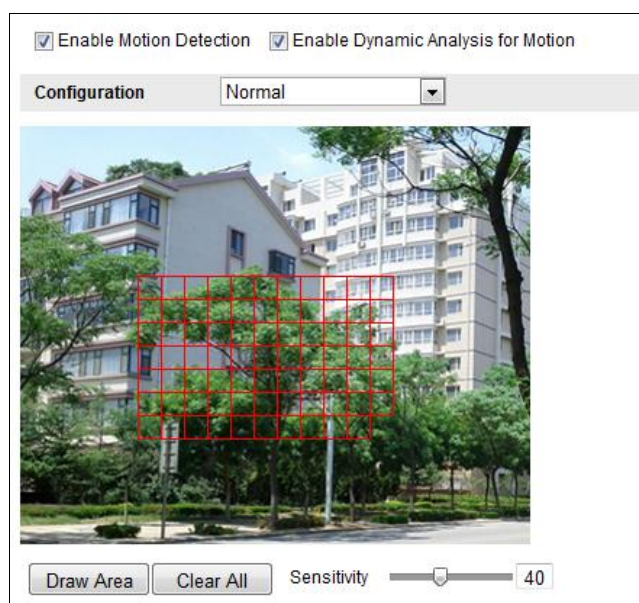 Enable Motion Detection Enable Dynamic Analysis for Motion
Configuration Normal
Draw Area Clear All Sensitivity 40